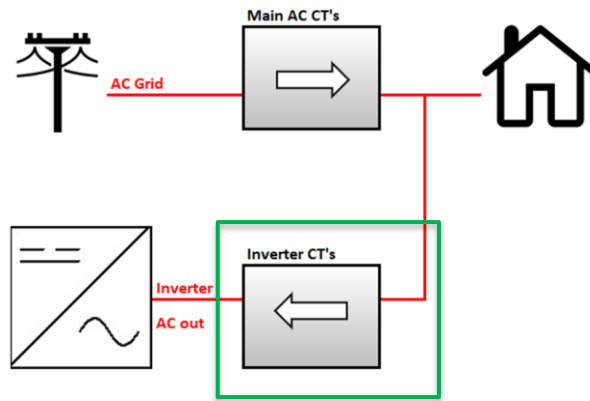 Main AC CT's
AC Grid
Inverter CT's
Inverter
AC out